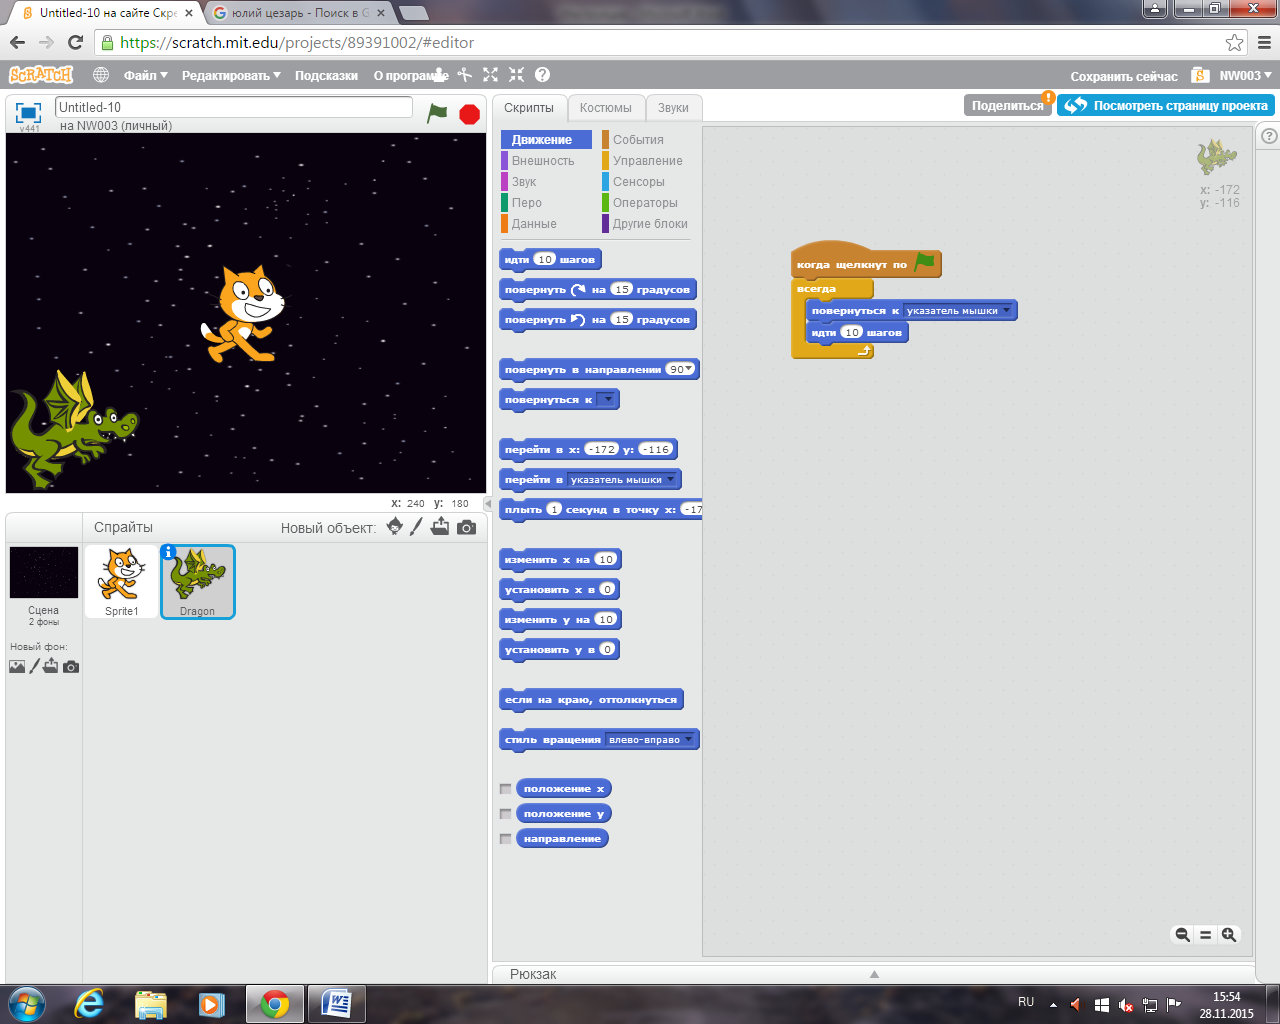 Untitled-10 на сайте Скре
юлий цезарь - Поиск в G
https://scratch.mit.edu/projects/89391002/#editor
SCRATCH Файл Редактировать Подсказки О программе Сохранить сейчас NW003
v441 Untitled-10
на NW003 (личный)
Скрипты Костюмы Звуки
Поделиться ! Посмотреть страницу проекта
Движение События
Внешность Управление
Звук Сенсоры
Перо Операторы
Данные Другие блоки
идти 10 шагов
повернуть на 15 градусов
повернуть на 15 градусов
повернуть в направлении 90
повернуться к
перейти в x: -172 y: -116
перейти в указатель мышки
плыть 1 секунд в точку x: -17
изменить x на 10
установить x в 0
изменить y на 10
установить y в 0
если на краю, оттолкнуться
стиль вращения влево-вправо
положение x
положение y
направление
x: -172
y: -116
когда щелкнут по
всегда
повернуться к указатель мышки
идти 10 шагов
x: 240 y: 180
Спрайты Новый объект:
Сцена
2 фоны
Новый фон:
Sprite1
Dragon
Рюкзак
RU
15:54
28.11.2015